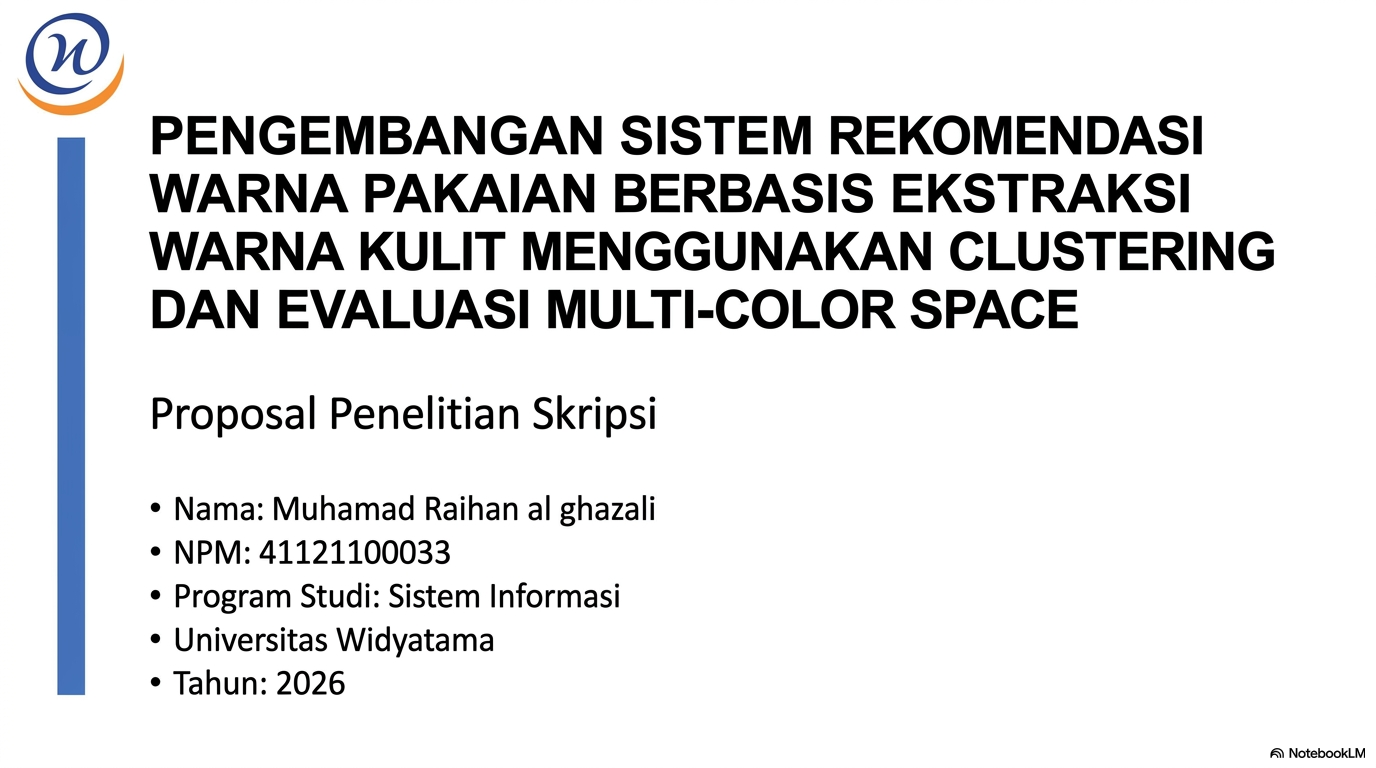 PENGEMBANGAN SISTEM REKOMENDASI
WARNA PAKAIAN BERBASIS EKSTRAKSI
WARNA KULIT MENGGUNAKAN CLUSTERING
DAN EVALUASI MULTI-COLOR SPACE
Proposal Penelitian Skripsi
• Nama: Muhamad Raihan al ghazali
• NPM: 41121100033
• Program Studi: Sistem Informasi
• Universitas Widyatama
• Tahun: 2026
NotebookLM